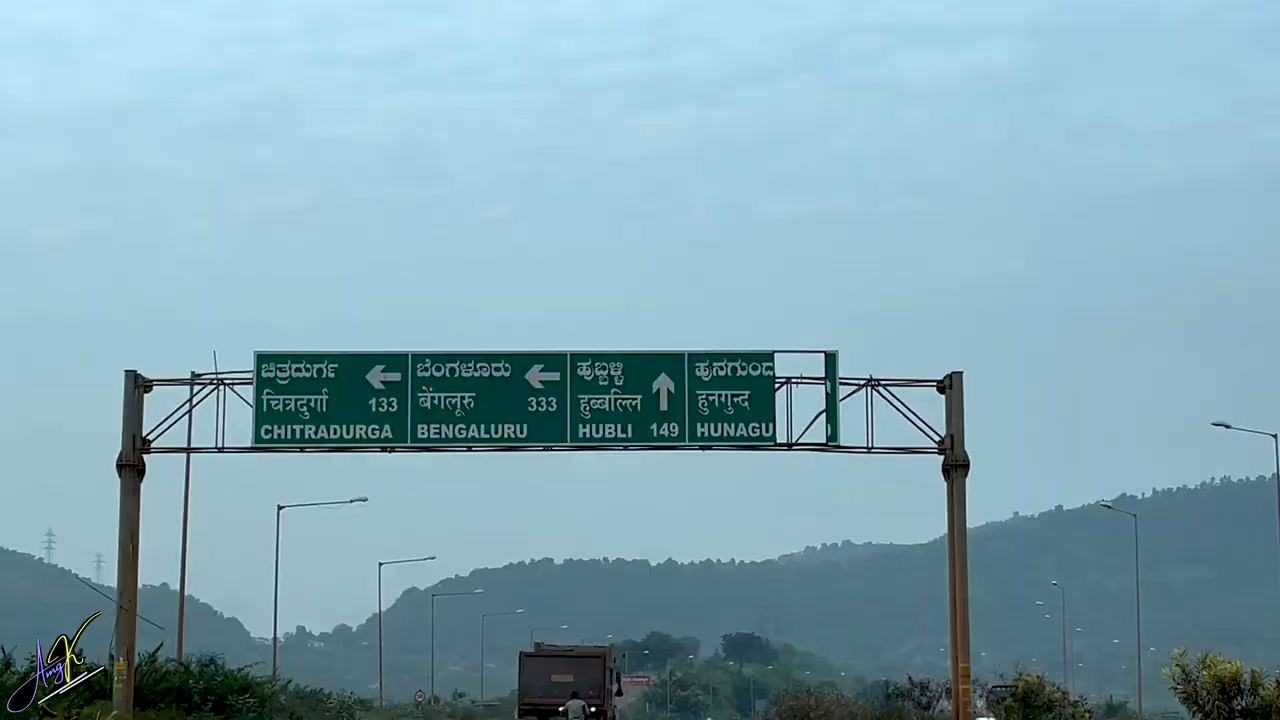 ಚಿತ್ರದುರ್ಗ
चित्रदुर्गा 133
CHITRADURGA
ಬೆಂಗಳೂರು
बेंगलूरु 333
BENGALURU
ಹುಬ್ಬಳ್ಳಿ
हुब्बल्लि
HUBLI 149
ಹುನಗುಂದ
हुनगुन्द
HUNAGU